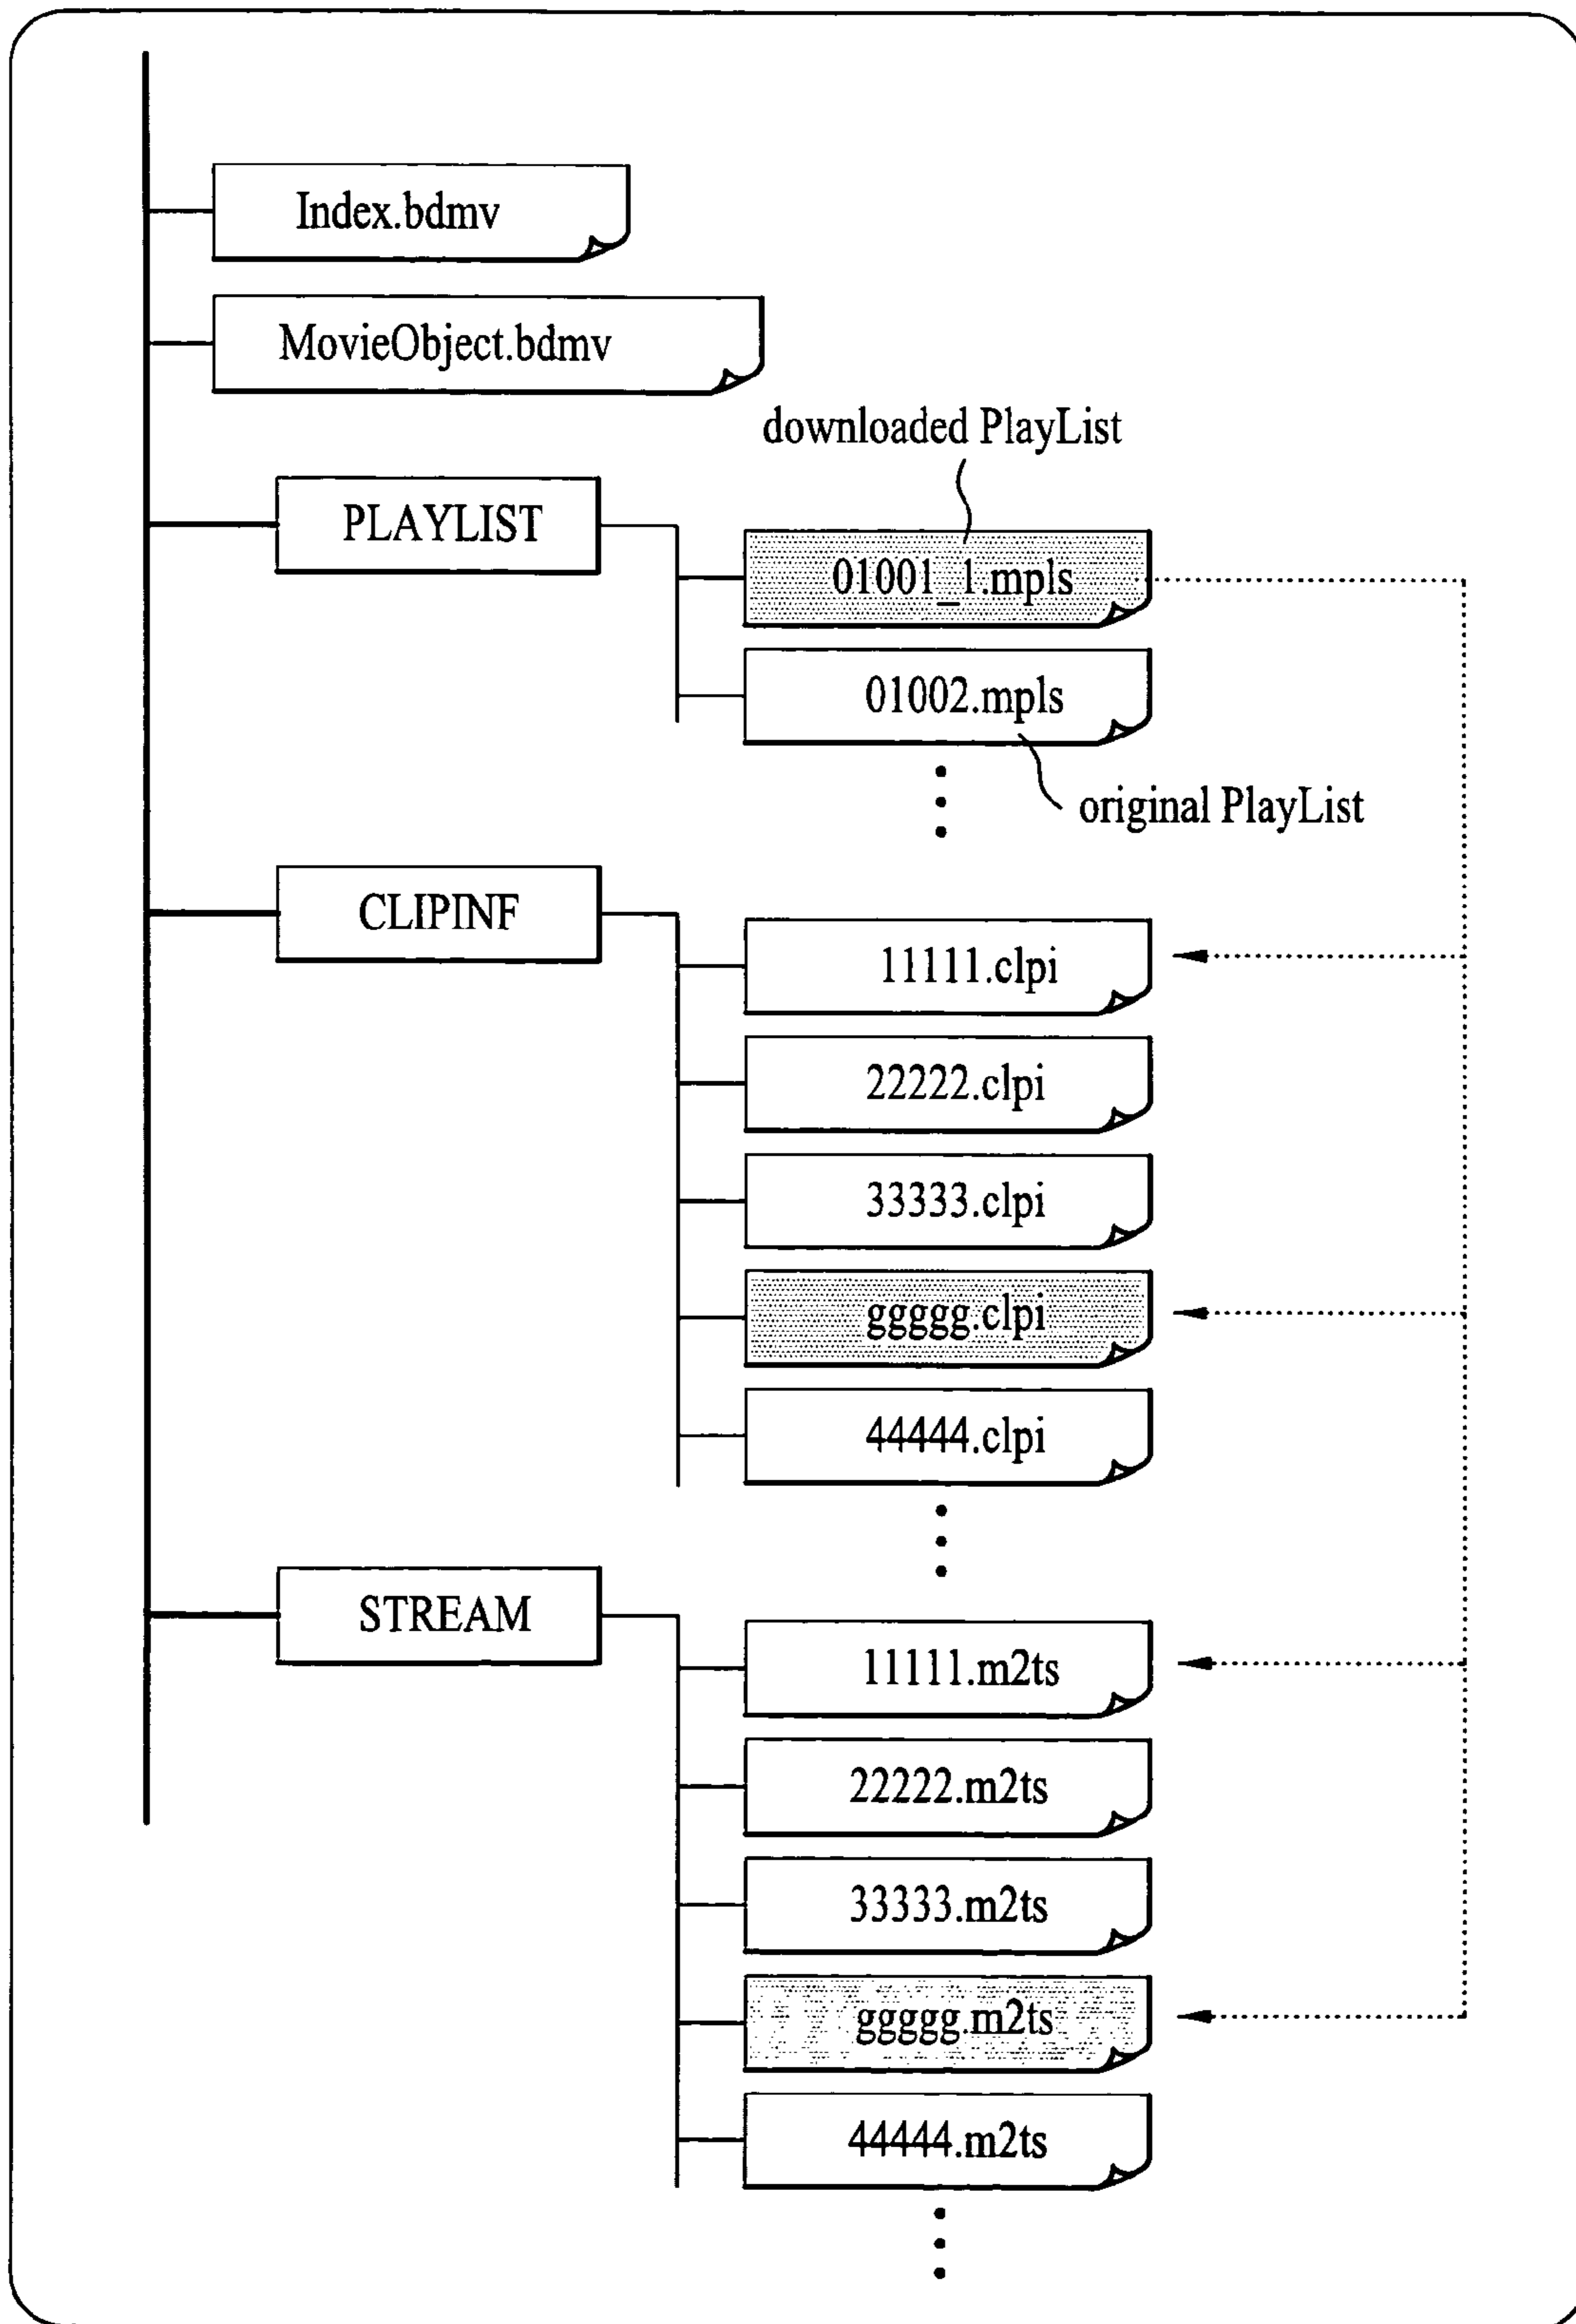 Index.bdmv
MovieObject.bdmv
downloaded PlayList
PLAYLIST
01001_1.mpls
01002.mpls
original PlayList
CLIPINF
11111.clpi
22222.clpi
33333.clpi
ggggg.clpi
44444.clpi
STREAM
11111.m2ts
22222.m2ts
33333.m2ts
ggggg.m2ts
44444.m2ts